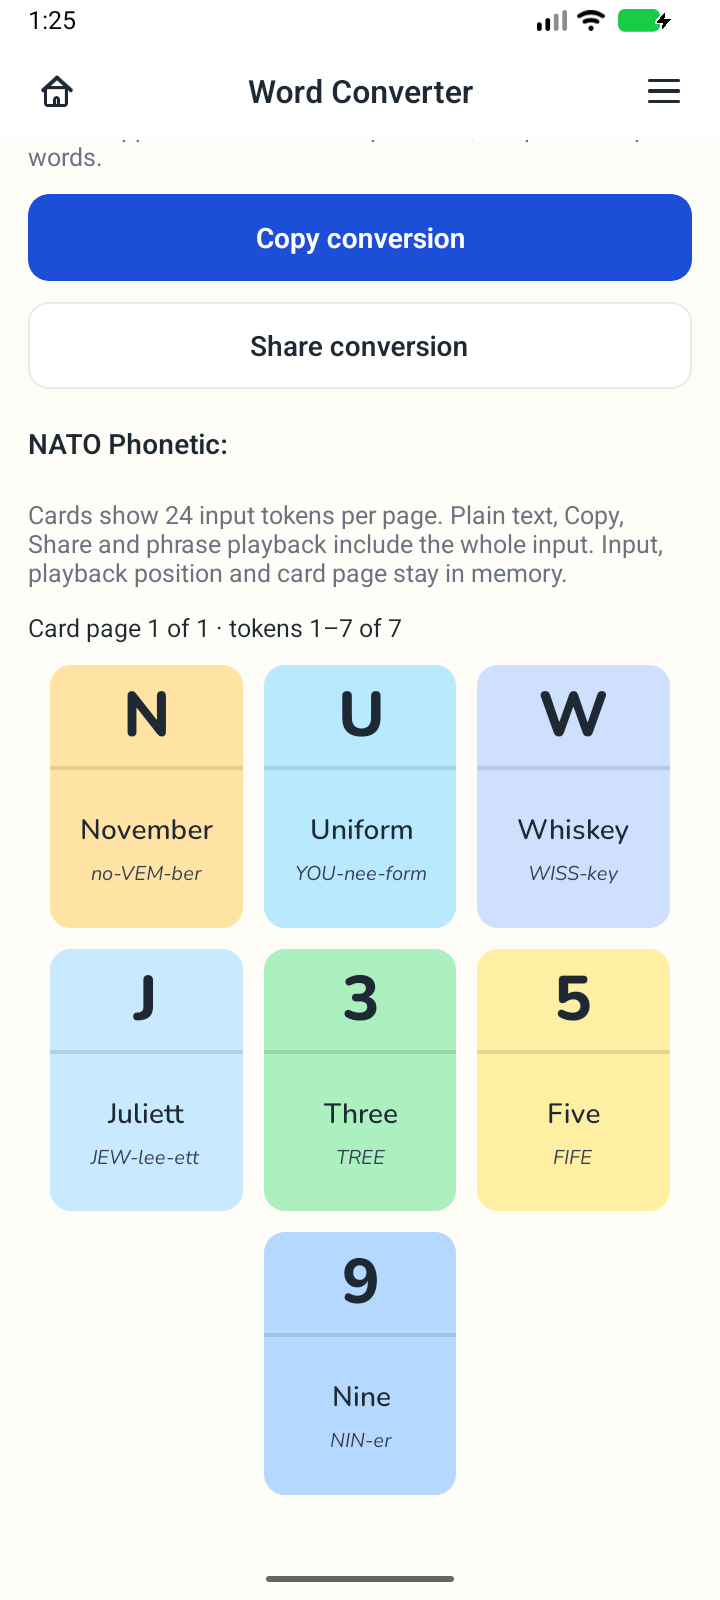 1:25
Word Converter
words.
Copy conversion
Share conversion
NATO Phonetic:
Cards show 24 input tokens per page. Plain text, Copy,
Share and phrase playback include the whole input. Input,
playback position and card page stay in memory.
Card page 1 of 1 · tokens 1–7 of 7
N
November
no-VEM-ber
U
Uniform
YOU-nee-form
W
Whiskey
WISS-key
J
Juliett
JEW-lee-ett
3
Three
TREE
5
Five
FIFE
9
Nine
NIN-er